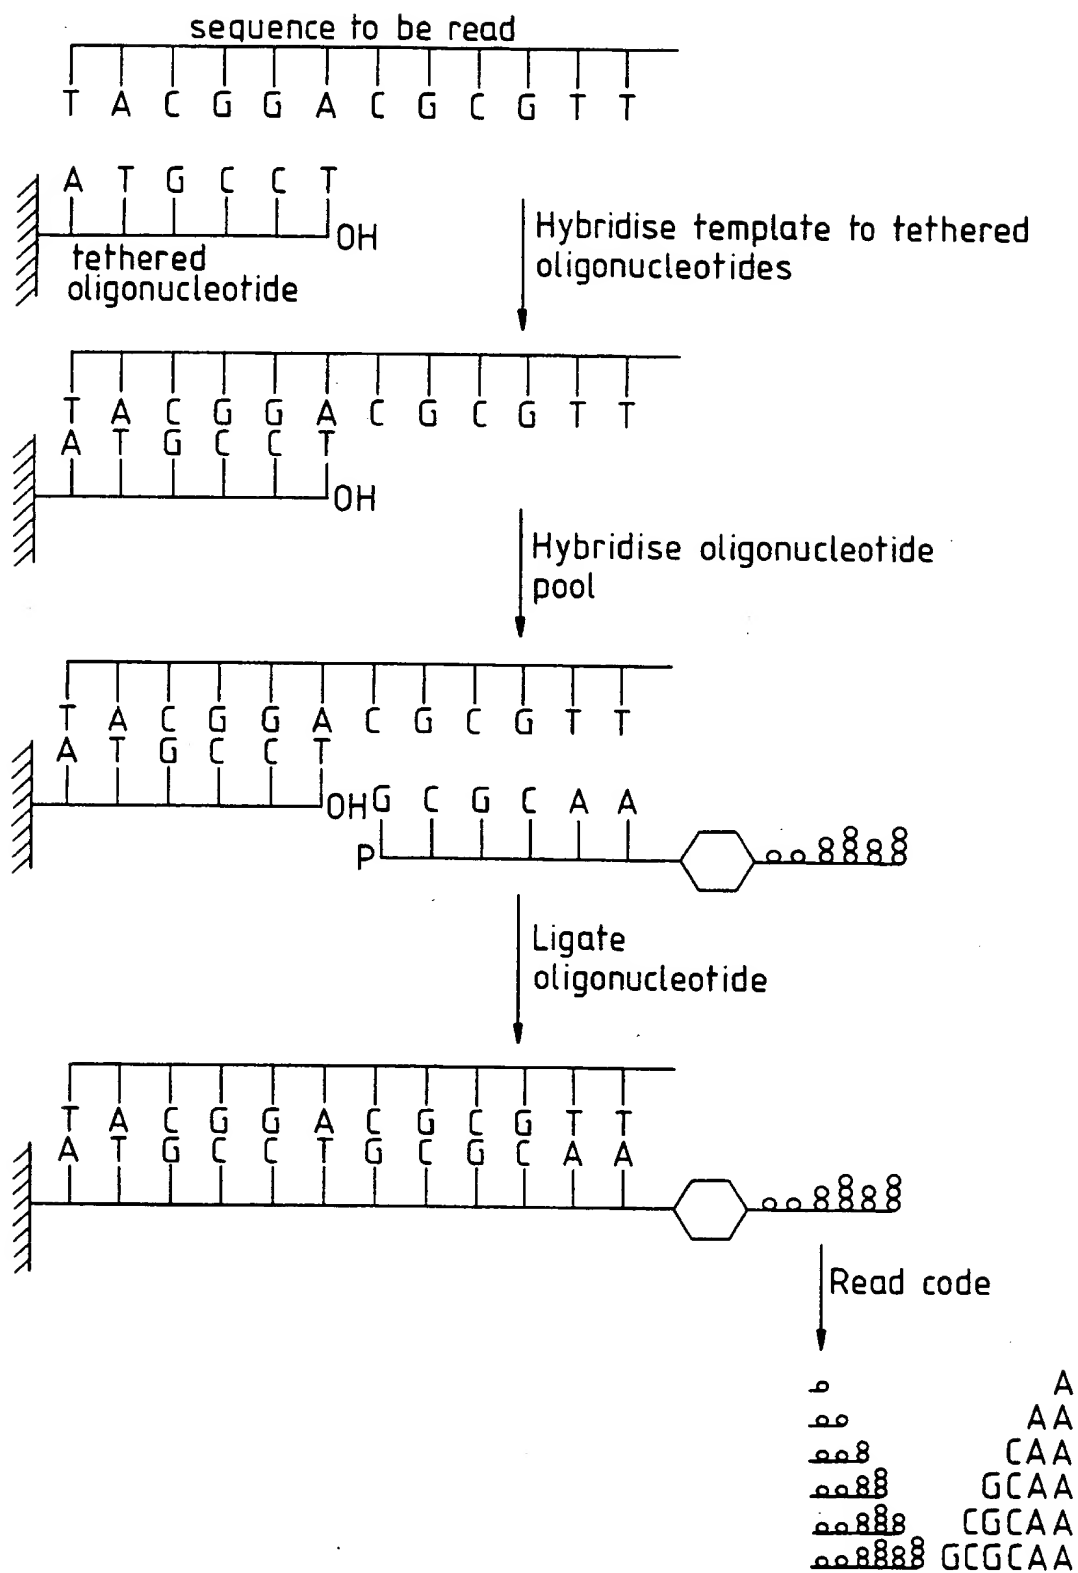 sequence to be read
T A C G G A C G C G T T
A T G C C T
OH
tethered
oligonucleotide
Hybridise template to tethered
oligonucleotides
T A C G G A C G C G T T
A T G C C T
OH
Hybridise oligonucleotide
pool
T A C G G A C G C G T T
A T G C C T
OH G C G C A A
P
Ligate
oligonucleotide
T A C G G A C G C G T T
A T G C C T G C G C A A
Read code
A
AA
CAA
GCAA
CGCAA
GCGCAA